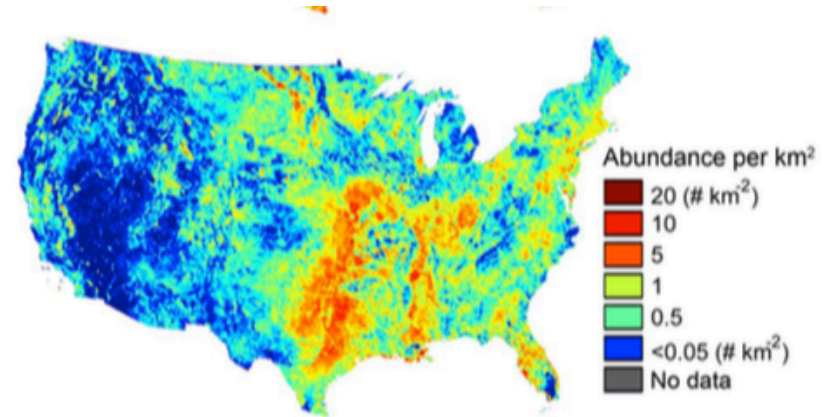 Abundance per km²
20 (# km⁻²)
10
5
1
0.5
<0.05 (# km⁻²)
No data